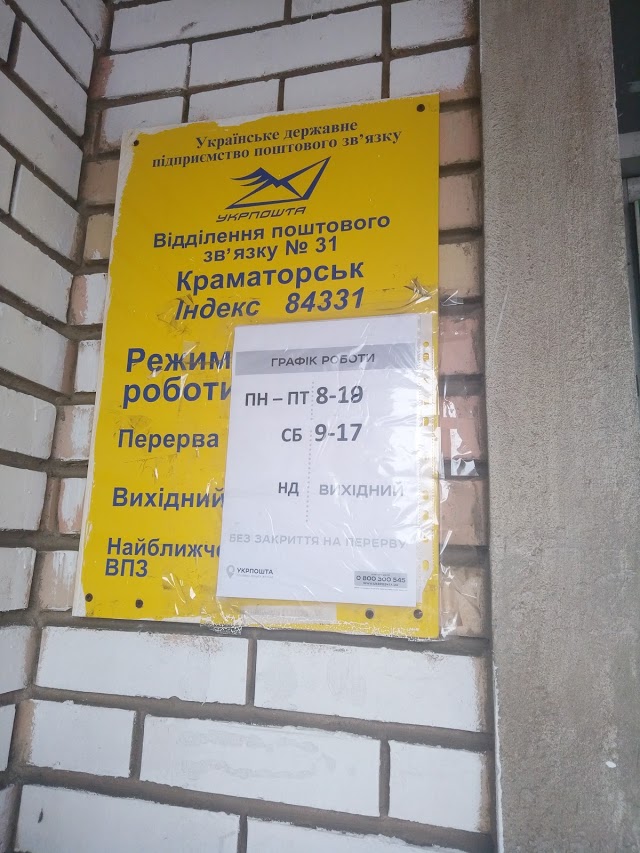 Українське державне
підприємство поштового зв'язку
УКРПОШТА
Відділення поштового
зв'язку № 31
Краматорськ
Індекс 84331
Режим
роботи
Перерва
Вихідний
Найближче
ВПЗ
ГРАФІК РОБОТИ
ПН – ПТ 8-19
СБ 9-17
НД ВИХІДНИЙ
БЕЗ ЗАКРИТТЯ НА ПЕРЕРВУ
УКРПОШТА
0 800 300 545